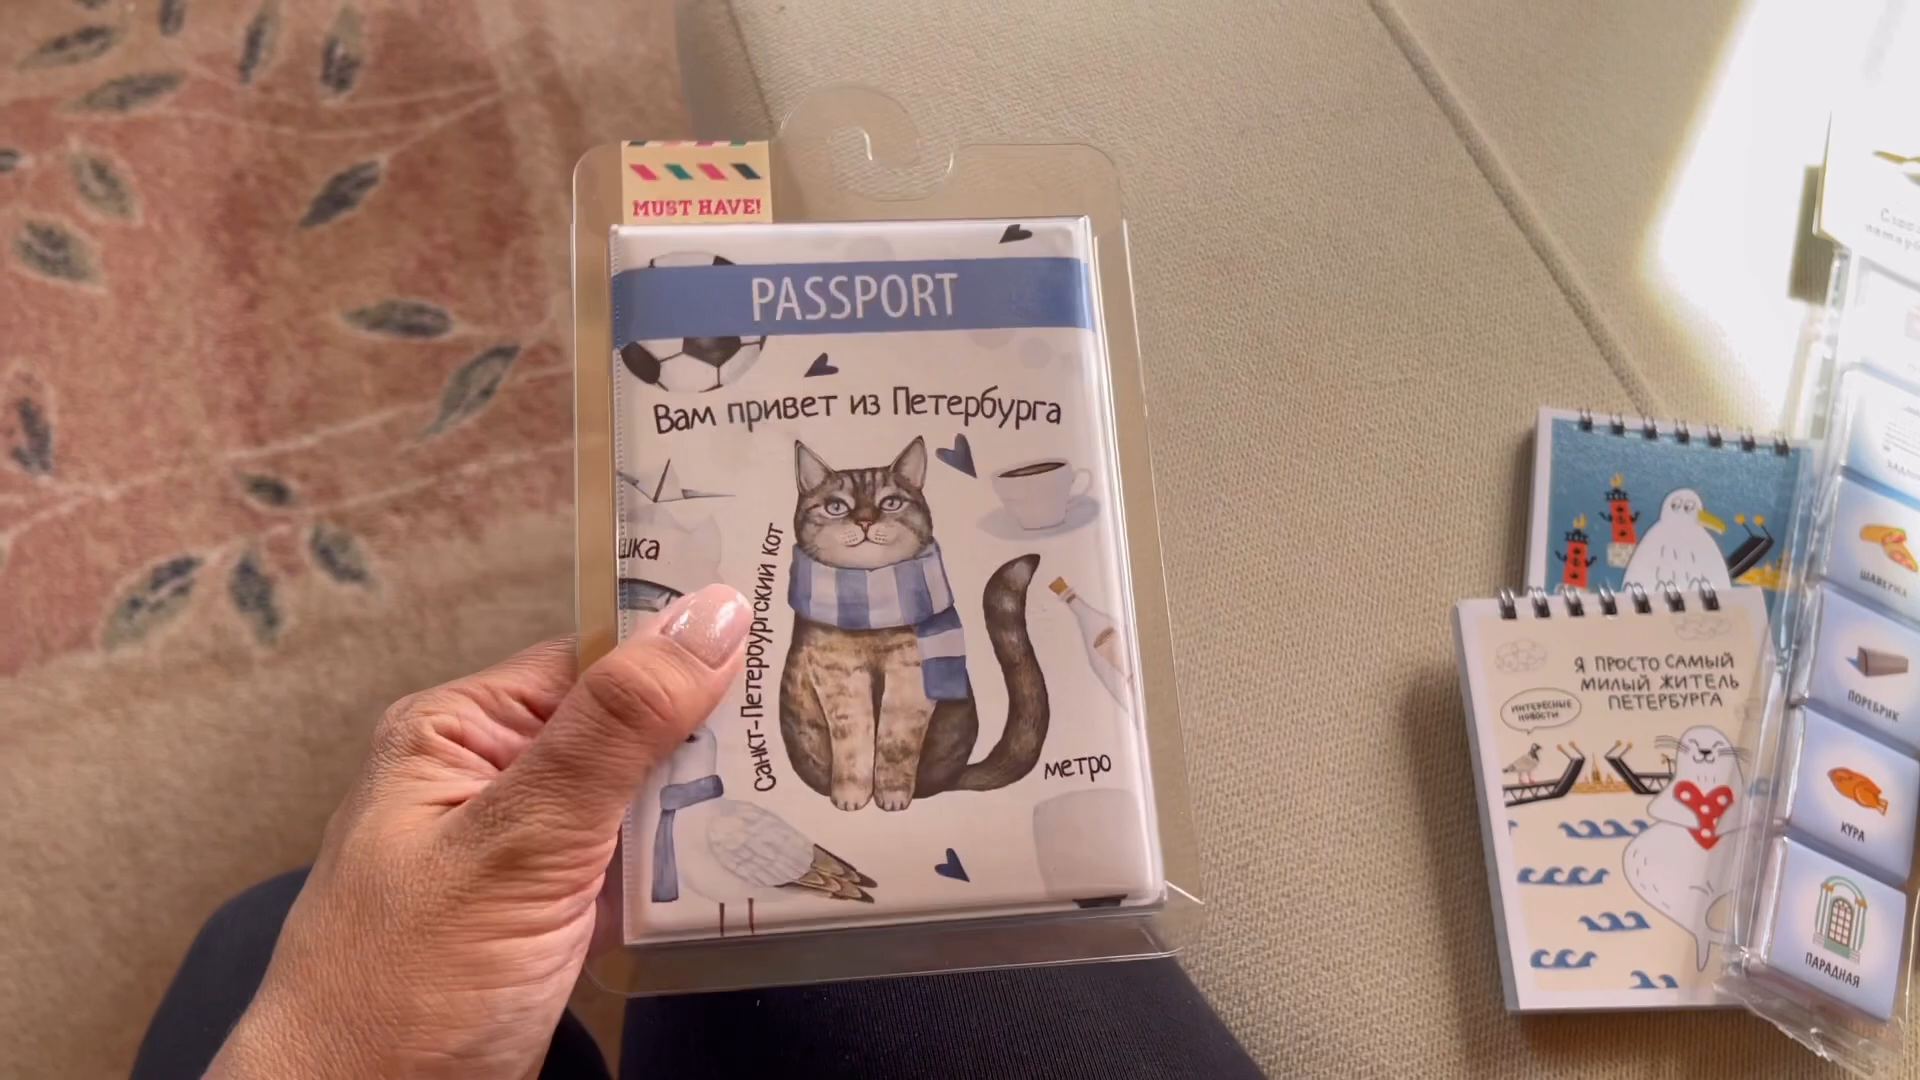 MUST HAVE!
PASSPORT
Вам привет из Петербурга
Санкт-Петербургский кот
метро
Я ПРОСТО САМЫЙ
МИЛЫЙ ЖИТЕЛЬ
ПЕТЕРБУРГА
ИНТЕРЕСНЫЕ
НОВОСТИ
ШАВЕРМА
ПОРЕБРИК
КУРА
ПАРАДНАЯ